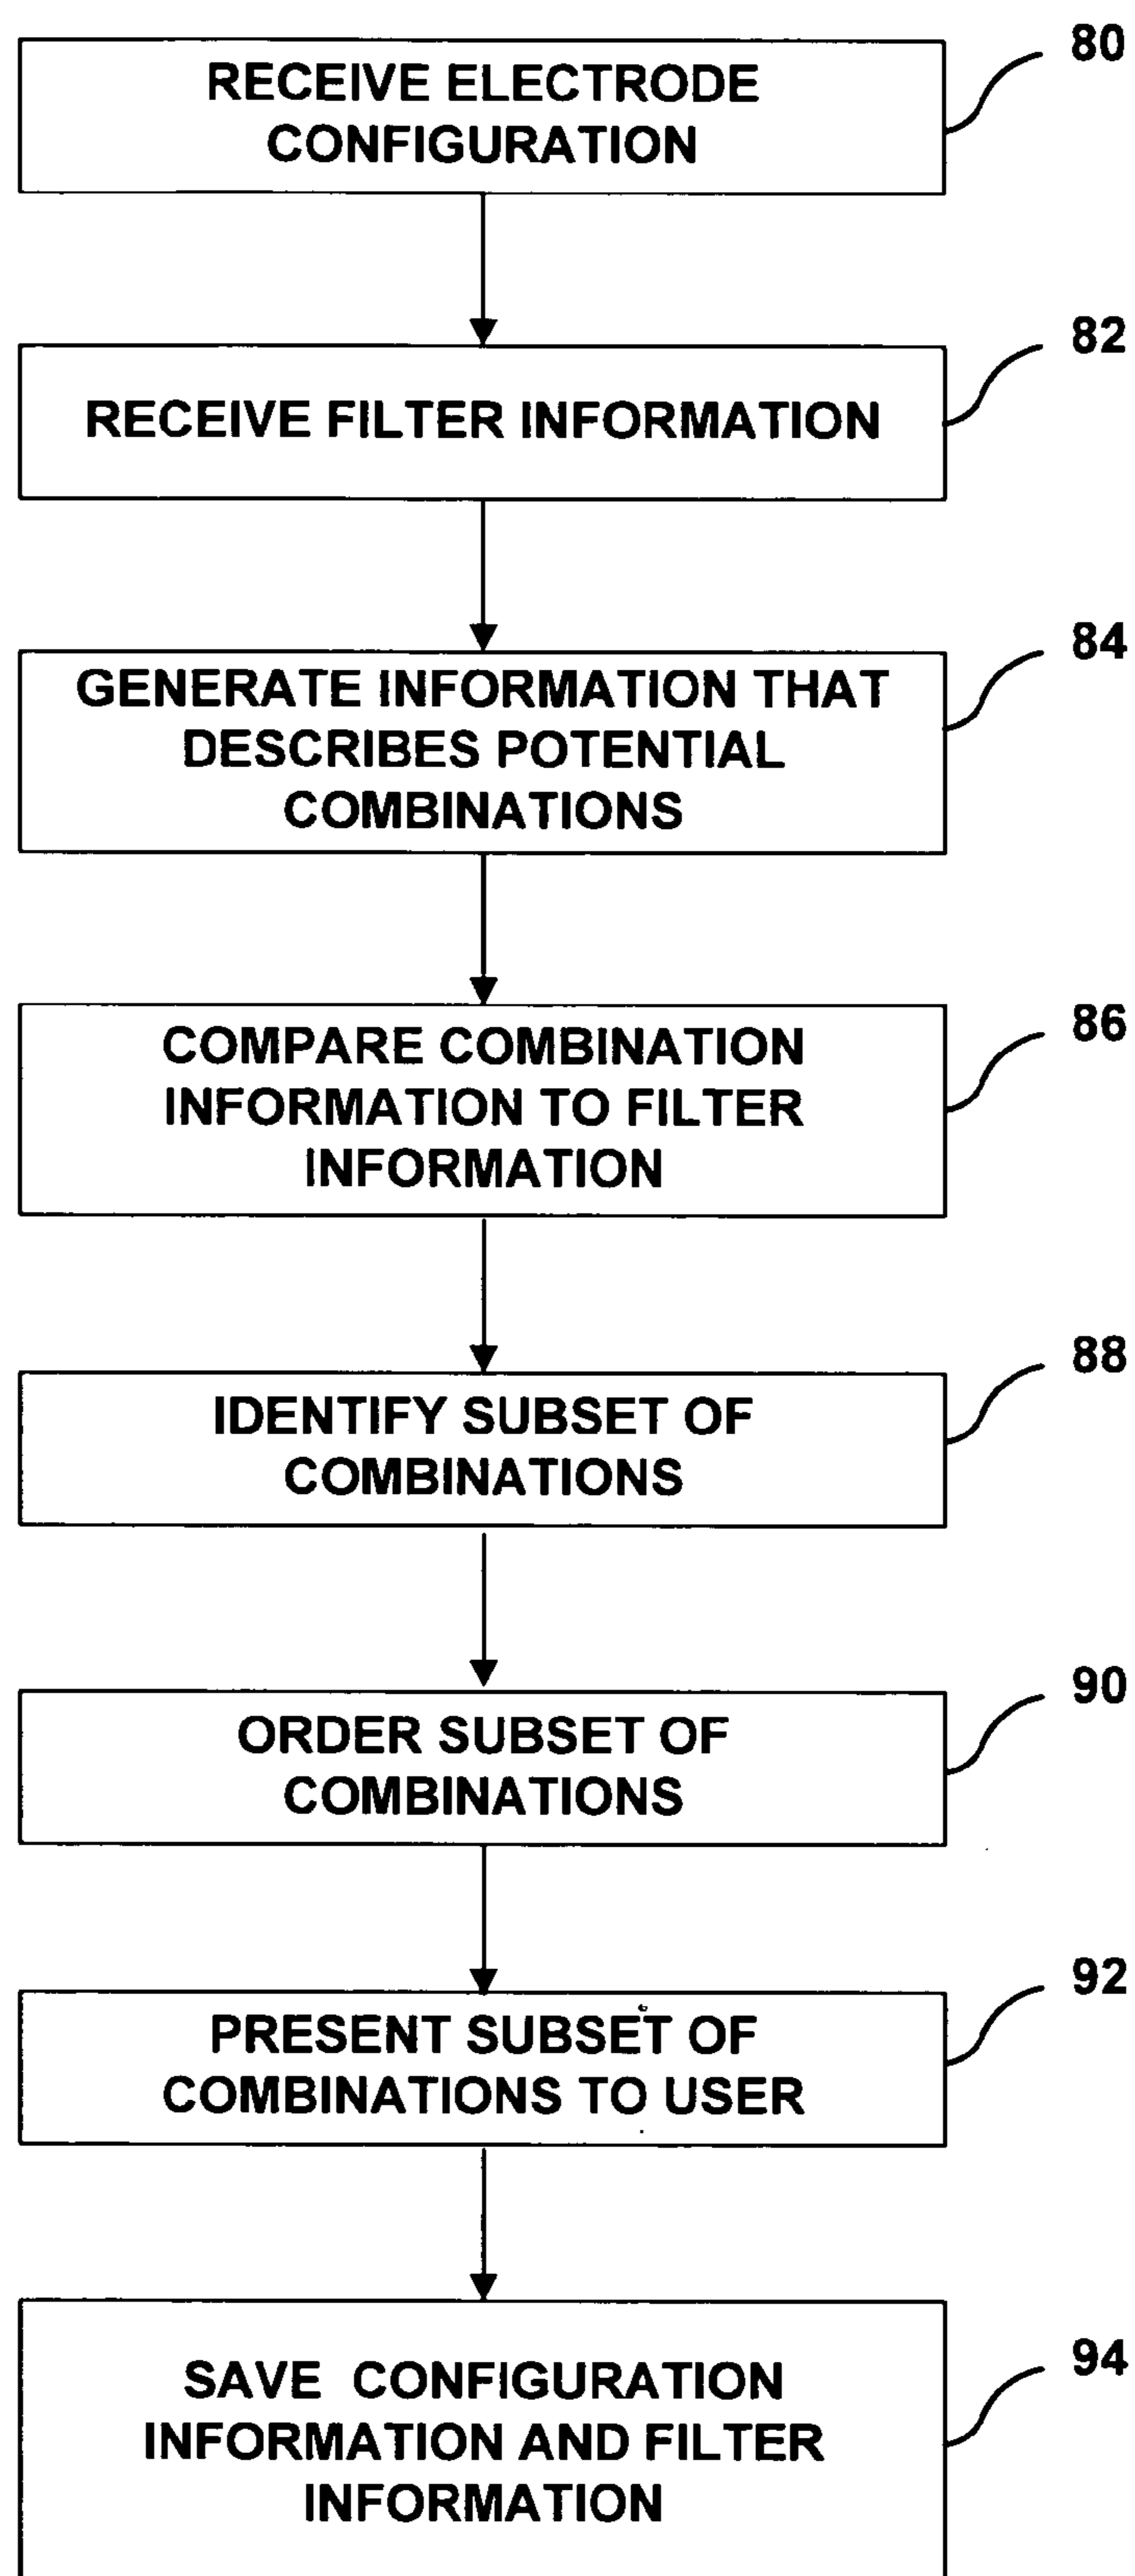 80
RECEIVE ELECTRODE
CONFIGURATION
82
RECEIVE FILTER INFORMATION
84
GENERATE INFORMATION THAT
DESCRIBES POTENTIAL
COMBINATIONS
86
COMPARE COMBINATION
INFORMATION TO FILTER
INFORMATION
88
IDENTIFY SUBSET OF
COMBINATIONS
90
ORDER SUBSET OF
COMBINATIONS
92
PRESENT SUBSET OF
COMBINATIONS TO USER
94
SAVE CONFIGURATION
INFORMATION AND FILTER
INFORMATION